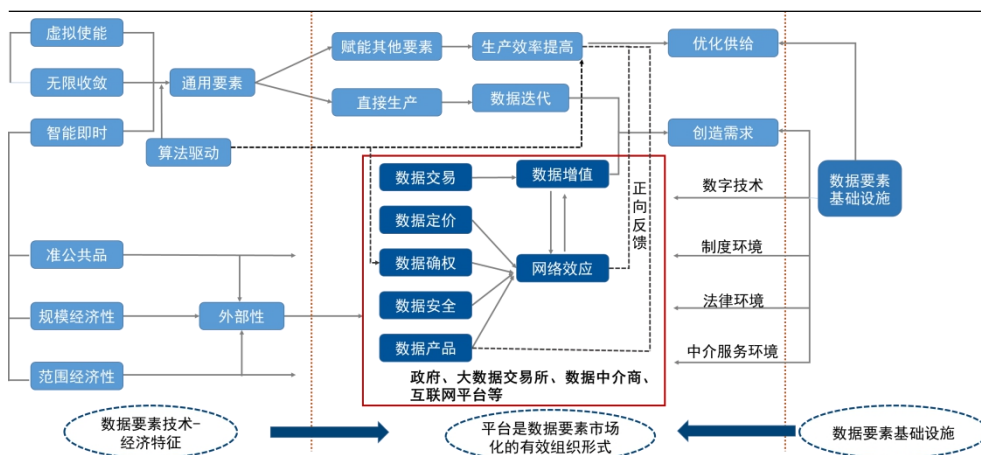 虚拟使能
无限收敛
智能即时
通用要素
算法驱动
赋能其他要素
生产效率提高
直接生产
数据迭代
优化供给
创造需求
数据要素
基础设施
数据交易
数据增值
数据定价
数据确权
网络效应
数据安全
数据产品
正向反馈
政府、大数据交易所、数据中介商、
互联网平台等
准公共品
规模经济性
外部性
范围经济性
数字技术
制度环境
法律环境
中介服务环境
数据要素技术–
经济特征
平台是数据要素市场
化的有效组织形式
数据要素基础设施